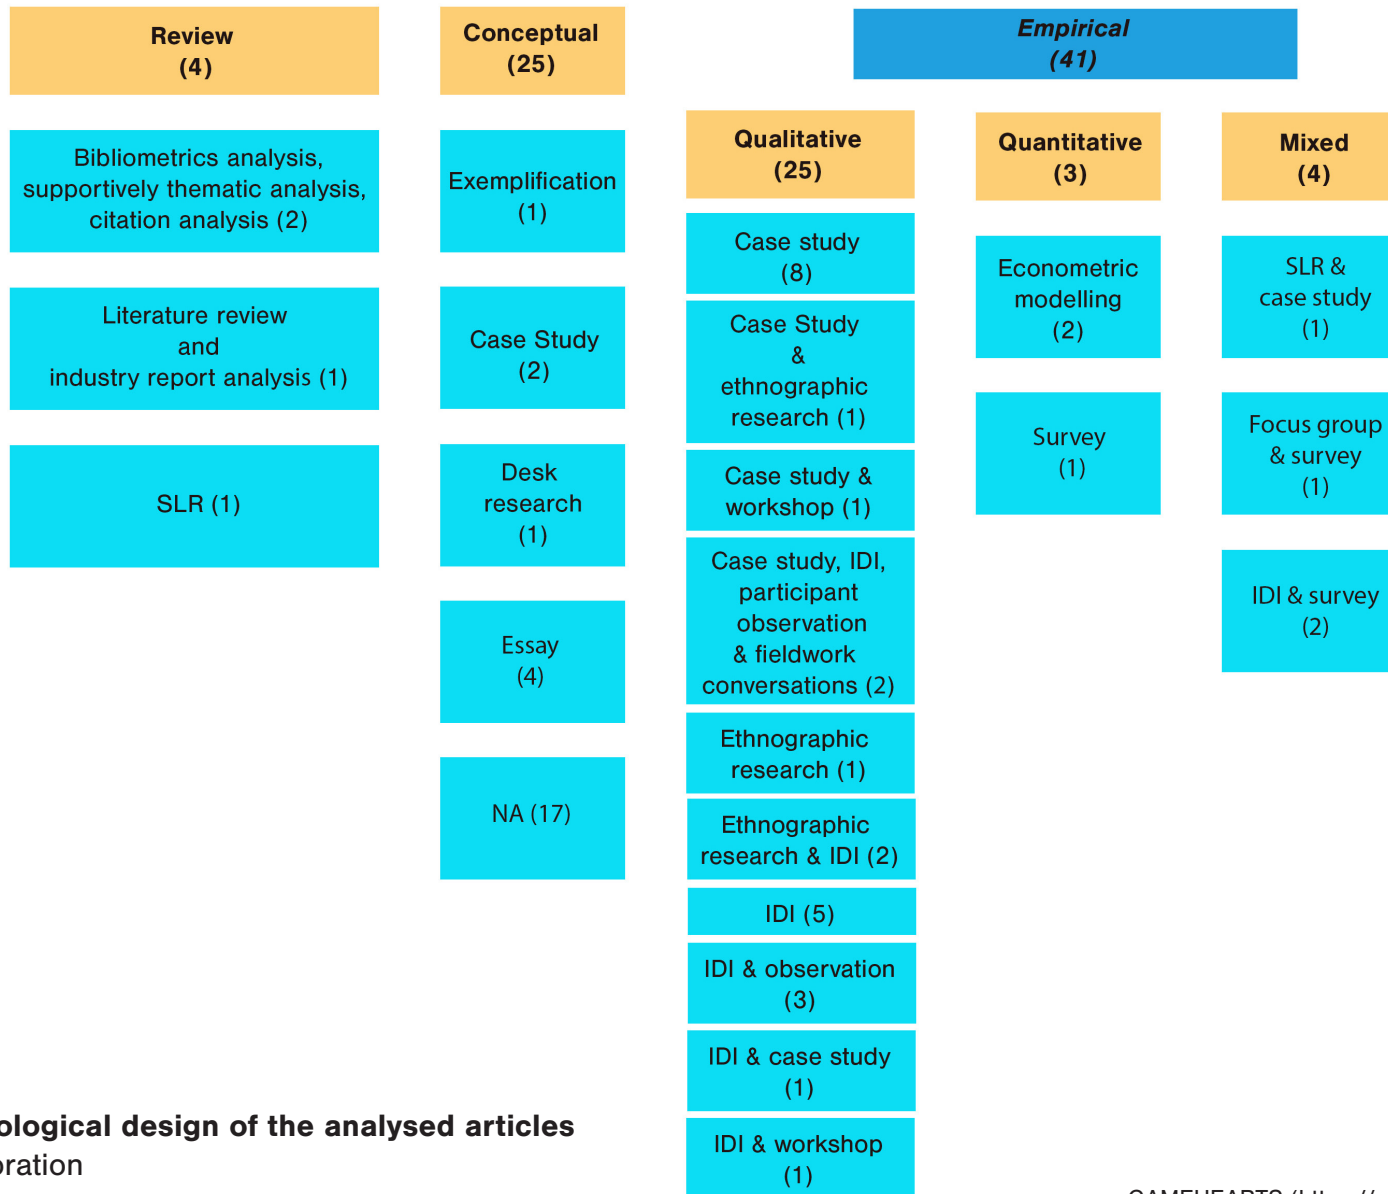 Review
(4)
Bibliometrics analysis,
supportively thematic analysis,
citation analysis (2)
Literature review
and
industry report analysis (1)
SLR (1)
Conceptual
(25)
Exemplification
(1)
Case Study
(2)
Desk
research
(1)
Essay
(4)
NA (17)
Empirical
(41)
Qualitative
(25)
Case study
(8)
Case Study
&
ethnographic
research (1)
Case study &
workshop (1)
Case study, IDI,
participant
observation
& fieldwork
conversations (2)
Ethnographic
research (1)
Ethnographic
research & IDI (2)
IDI (5)
IDI & observation
(3)
IDI & case study
(1)
IDI & workshop
(1)
Quantitative
(3)
Econometric
modelling
(2)
Survey
(1)
Mixed
(4)
SLR &
case study
(1)
Focus group
& survey
(1)
IDI & survey
(2)
ological design of the analysed articles
oration